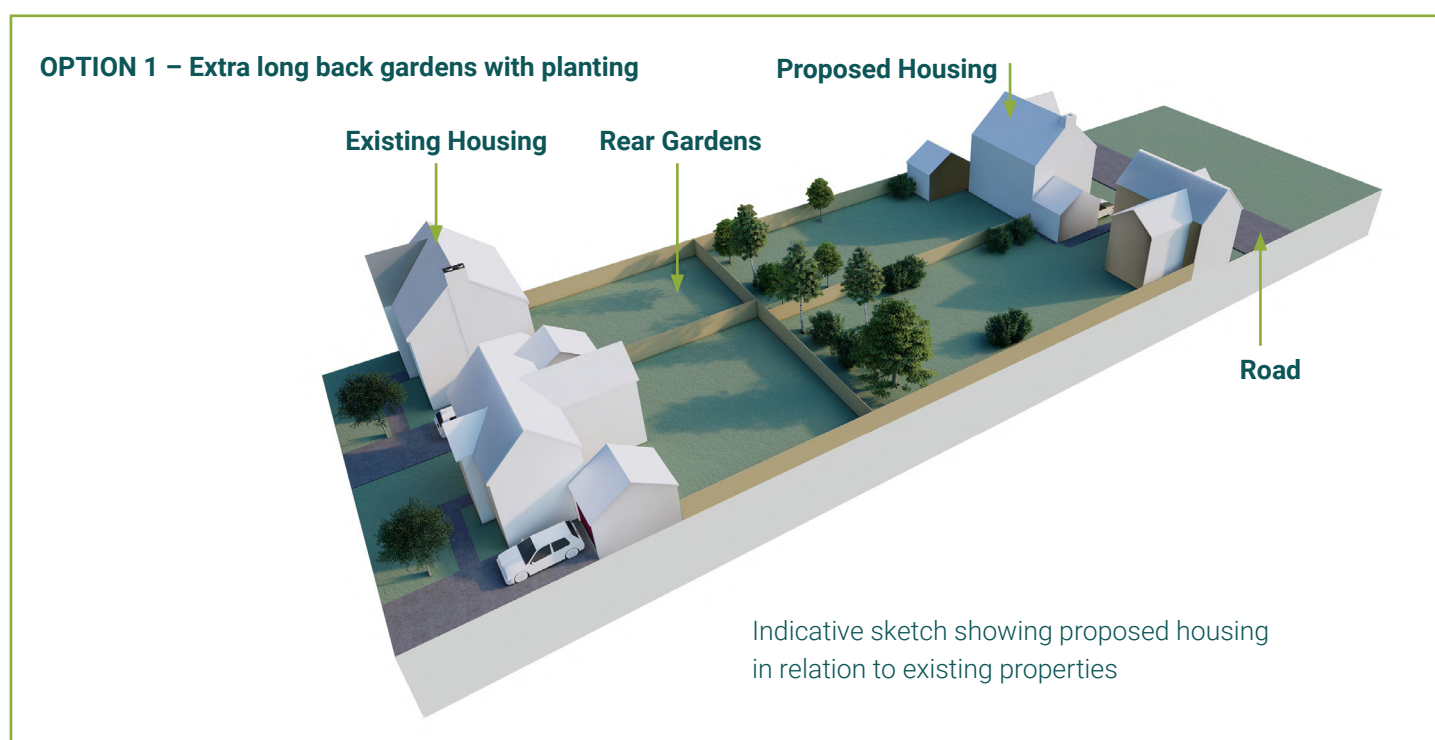 OPTION 1 – Extra long back gardens with planting
Proposed Housing
Existing Housing
Rear Gardens
Road
Indicative sketch showing proposed housing
in relation to existing properties